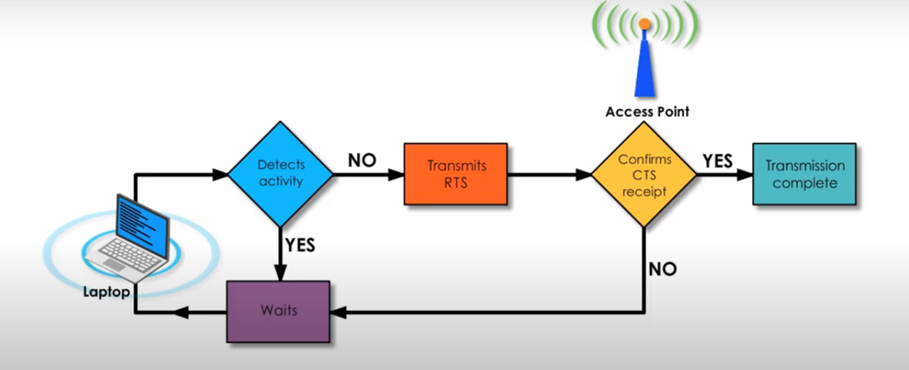 Access Point
Detects
activity
NO
Transmits
RTS
Confirms
CTS
receipt
YES
Transmission
complete
YES
NO
Laptop
Waits